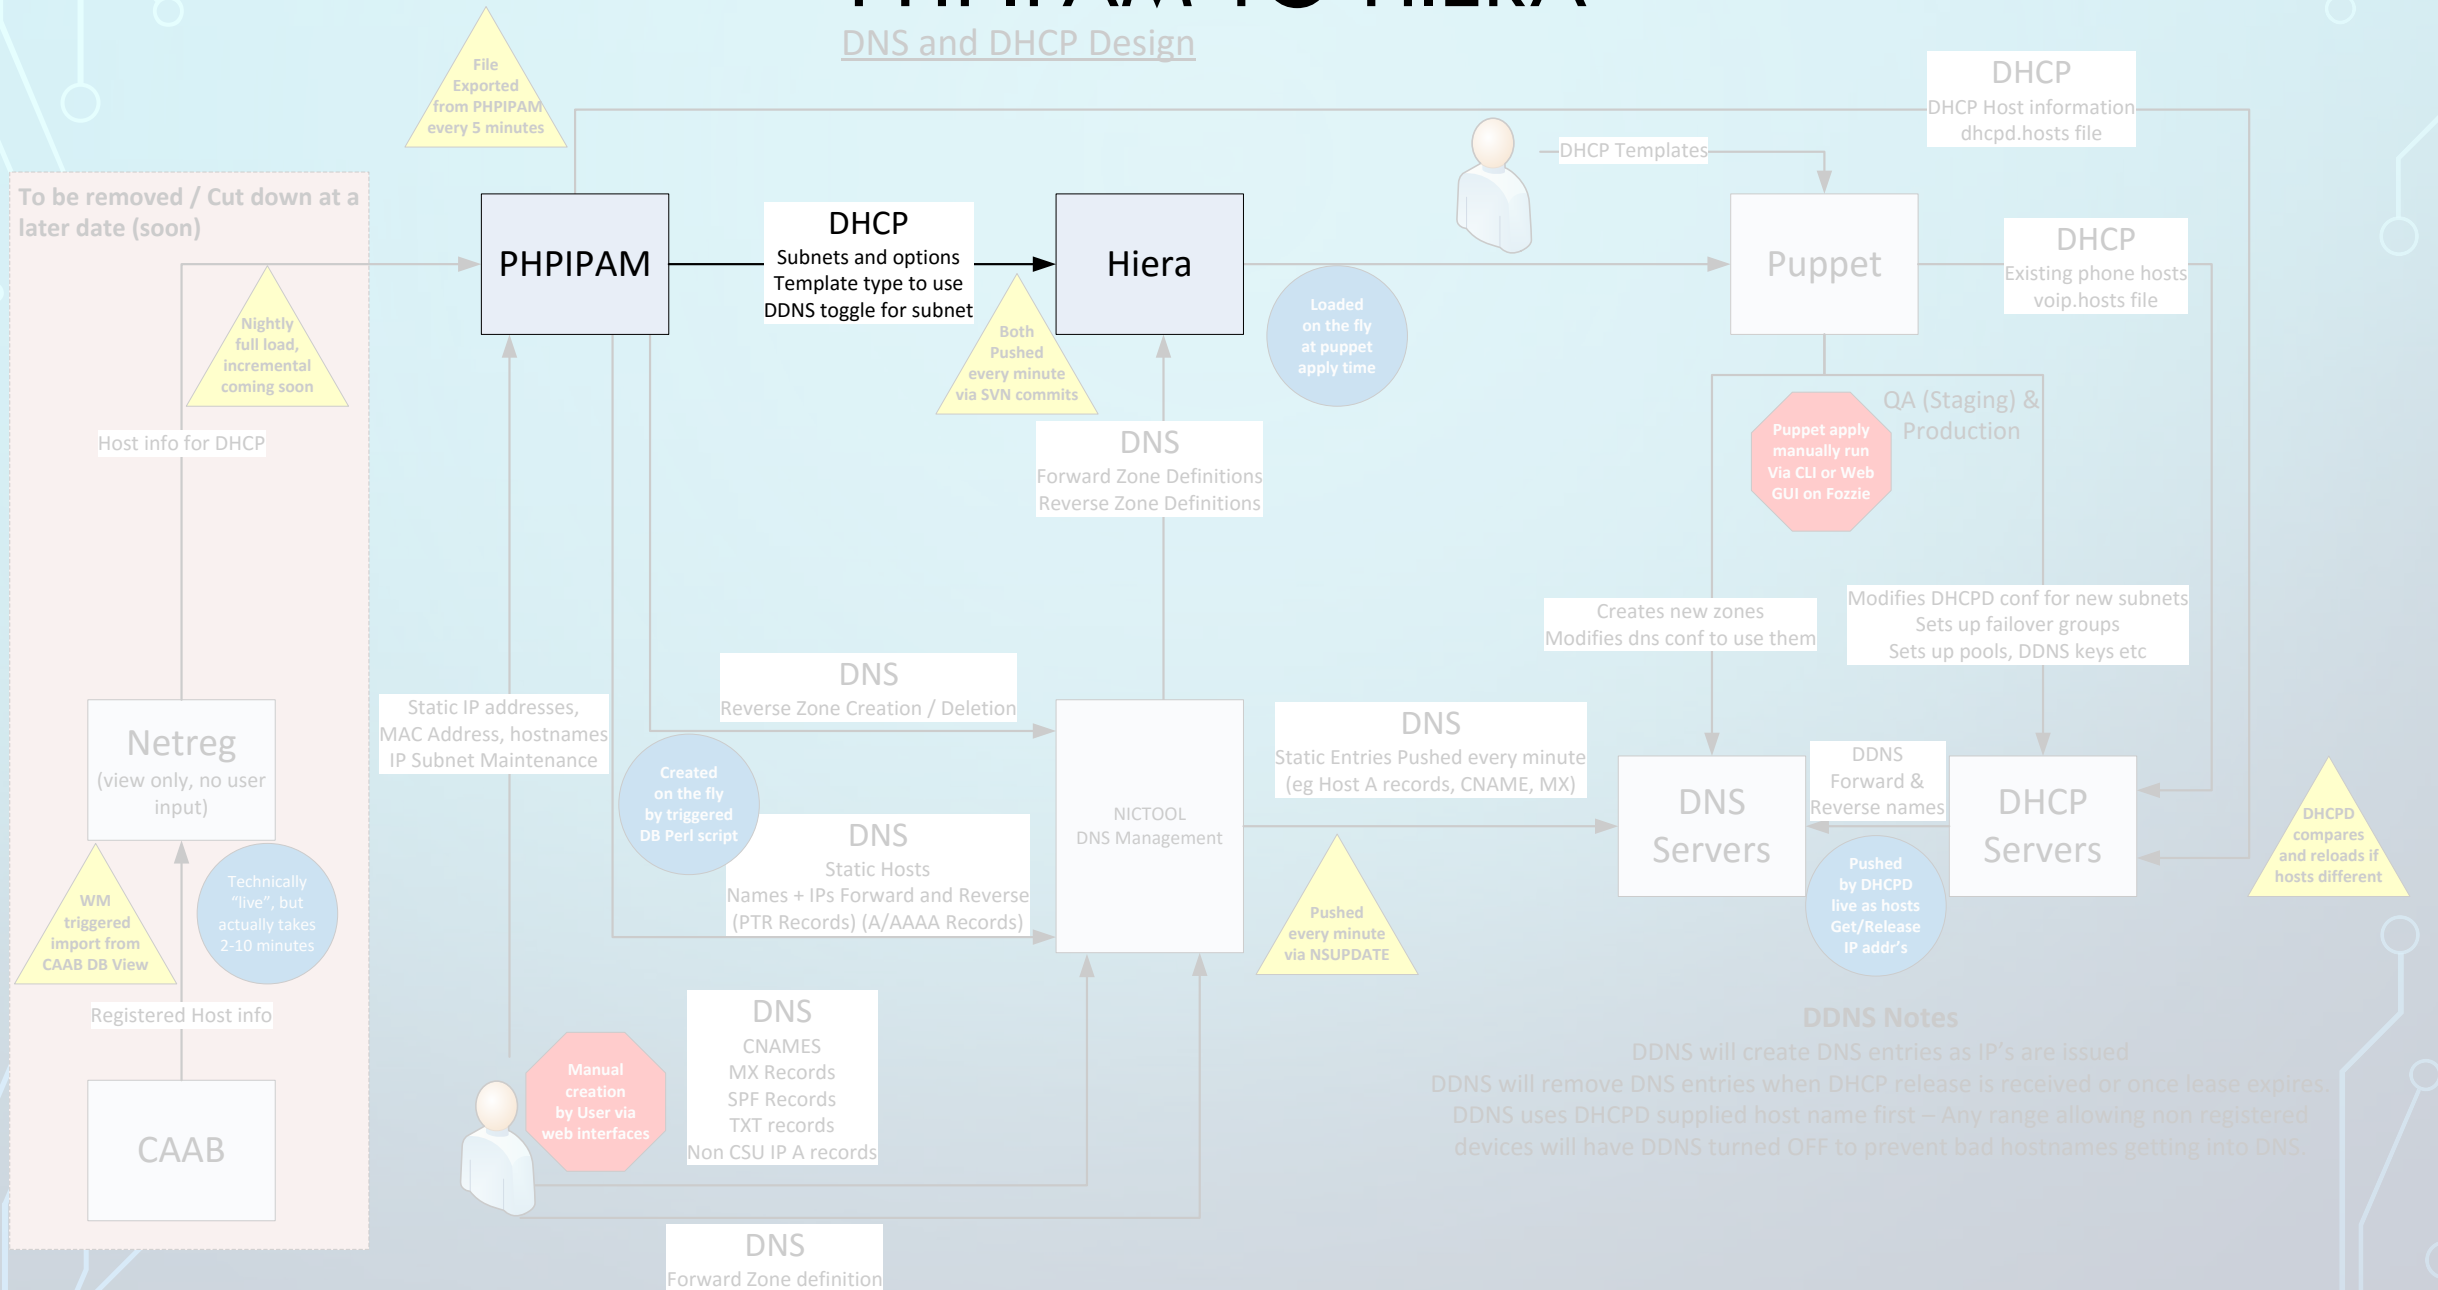 PHPIPAM TO HIERA
DNS and DHCP Design
File
Exported
from PHPIPAM
every 5 minutes
DHCP
DHCP Host information
dhcpd.hosts file
DHCP Templates
To be removed / Cut down at a
later date (soon)
PHPIPAM
DHCP
Subnets and options
Template type to use
DDNS toggle for subnet
Hiera
Puppet
DHCP
Existing phone hosts
voip.hosts file
Nightly
full load,
incremental
coming soon
Both
Pushed
every minute
via SVN commits
Loaded
on the fly
at puppet
apply time
Host info for DHCP
DNS
Forward Zone Definitions
Reverse Zone Definitions
Puppet apply
manually run
Via CLI or Web
GUI on Fozzie
QA (Staging) &
Production
Creates new zones
Modifies dns conf to use them
Modifies DHCPD conf for new subnets
Sets up failover groups
Sets up pools, DDNS keys etc
Netreg
(view only, no user
input)
Static IP addresses,
MAC Address, hostnames
IP Subnet Maintenance
DNS
Reverse Zone Creation / Deletion
Created
on the fly
by triggered
DB Perl script
DNS
Static Hosts
Names + IPs Forward and Reverse
(PTR Records) (A/AAAA Records)
NICTOOL
DNS Management
DNS
Static Entries Pushed every minute
(eg Host A records, CNAME, MX)
Pushed
every minute
via NSUPDATE
DNS
Servers
DDNS
Forward &
Reverse names
DHCP
Servers
Pushed
by DHCPD
live as hosts
Get/Release
IP addr's
DHCPD
compares
and reloads if
hosts different
WM
triggered
import from
CAAB DB View
Technically
“live”, but
actually takes
2-10 minutes
Registered Host info
CAAB
Manual
creation
by User via
web interfaces
DNS
CNAMES
MX Records
SPF Records
TXT records
Non CSU IP A records
DNS
Forward Zone definition
DDNS Notes
DDNS will create DNS entries as IP's are issued
DDNS will remove DNS entries when DHCP release is received or once lease expires.
DDNS uses DHCPD supplied host name first – Any range allowing non registered
devices will have DDNS turned OFF to prevent bad hostnames getting into DNS.